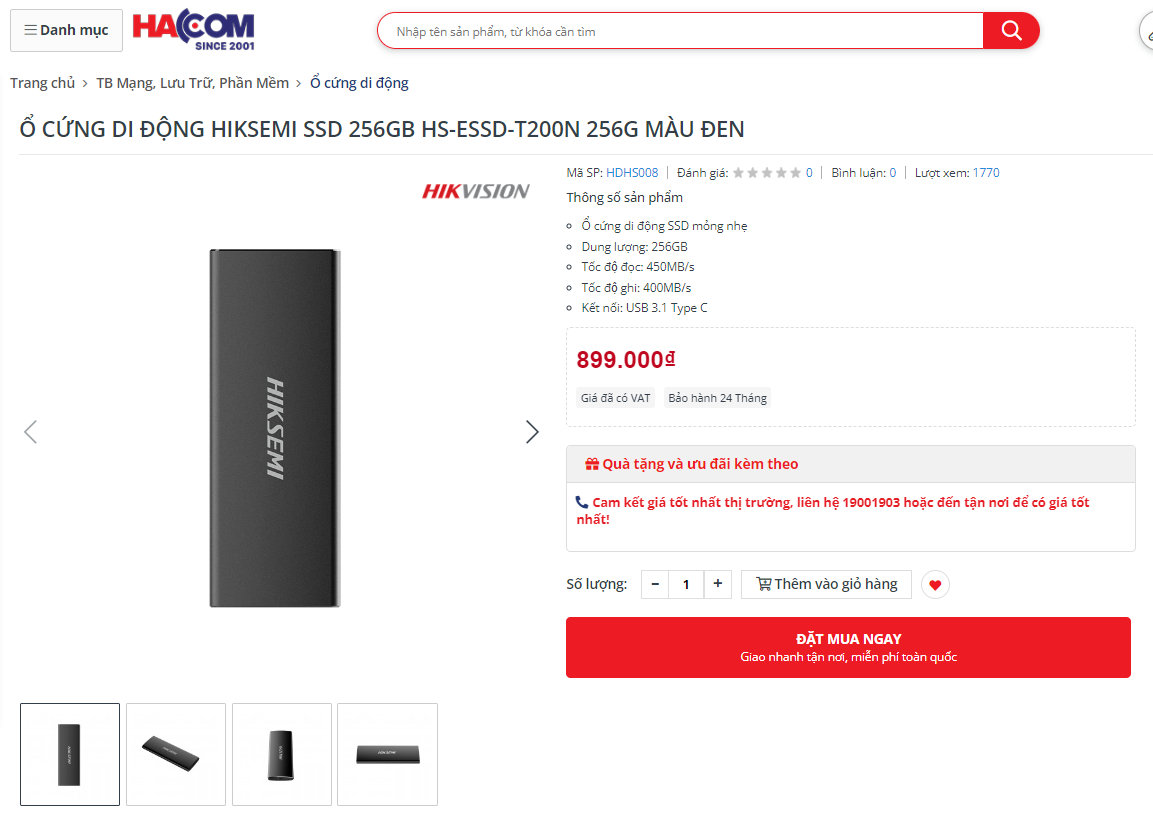 Danh mục
HACOM
SINCE 2001
Nhập tên sản phẩm, từ khóa cần tìm
Trang chủ > TB Mạng, Lưu Trữ, Phần Mềm > Ổ cứng di động
Ổ CỨNG DI ĐỘNG HIKSEMI SSD 256GB HS-ESSD-T200N 256G MÀU ĐEN
HIKVISION
HIKSEMI
Mã SP: HDHS008 | Đánh giá: 0 | Bình luận: 0 | Lượt xem: 1770
Thông số sản phẩm
Ổ cứng di động SSD mỏng nhẹ
Dung lượng: 256GB
Tốc độ đọc: 450MB/s
Tốc độ ghi: 400MB/s
Kết nối: USB 3.1 Type C
899.000₫
Giá đã có VAT Bảo hành 24 Tháng
Quà tặng và ưu đãi kèm theo
Cam kết giá tốt nhất thị trường, liên hệ 19001903 hoặc đến tận nơi để có giá tốt
nhất!
Số lượng: - 1 + Thêm vào giỏ hàng
ĐẶT MUA NGAY
Giao nhanh tận nơi, miễn phí toàn quốc
HIKSEMI
HIKSEMI
HIKSEMI
HIKSEMI